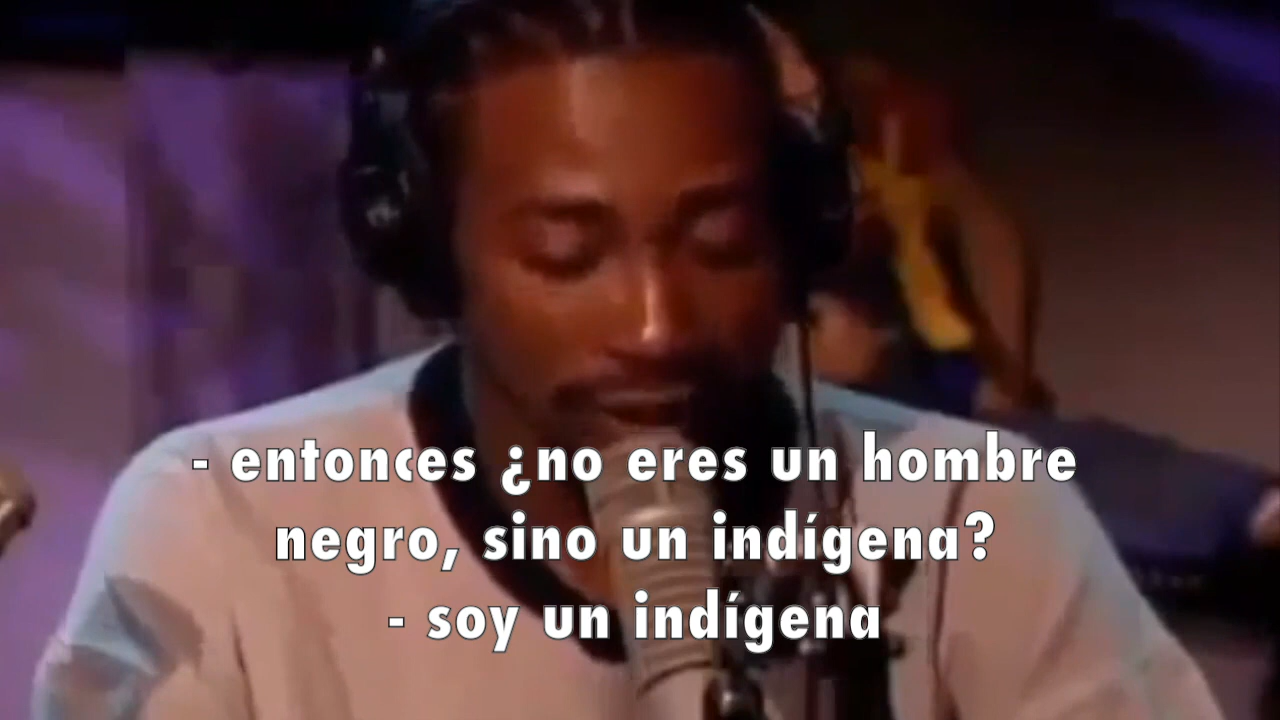 - entonces ¿no eres un hombre
negro, sino un indígena?
- soy un indígena